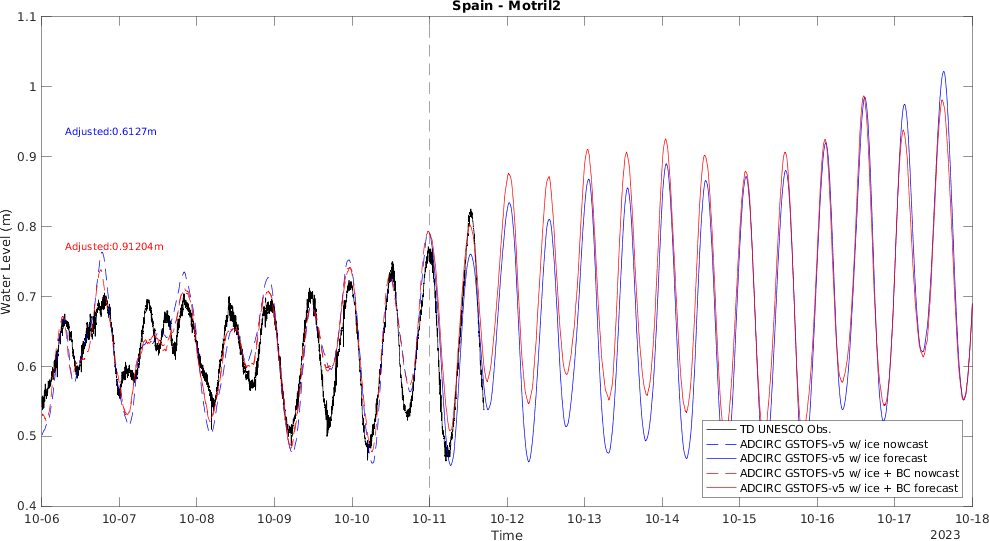 Spain - Motril2
1.1
1
0.9
0.8
0.7
0.6
0.5
0.4
Water Level (m)
Adjusted:0.6127m
Adjusted:0.91204m
TD UNESCO Obs.
ADCIRC GSTOFS-v5 w/ ice nowcast
ADCIRC GSTOFS-v5 w/ ice forecast
ADCIRC GSTOFS-v5 w/ ice + BC nowcast
ADCIRC GSTOFS-v5 w/ ice + BC forecast
10-06 10-07 10-08 10-09 10-10 10-11 10-12 10-13 10-14 10-15 10-16 10-17 10-18
Time
2023